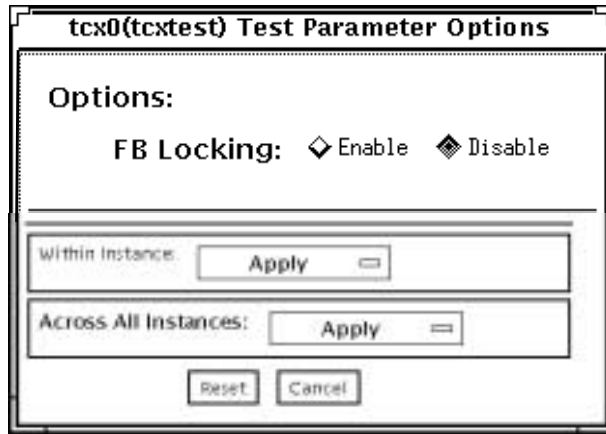 tcx0(tcxtest) Test Parameter Options
Options:
FB Locking: Enable Disable
Within Instance: Apply
Across All Instances: Apply
Reset Cancel